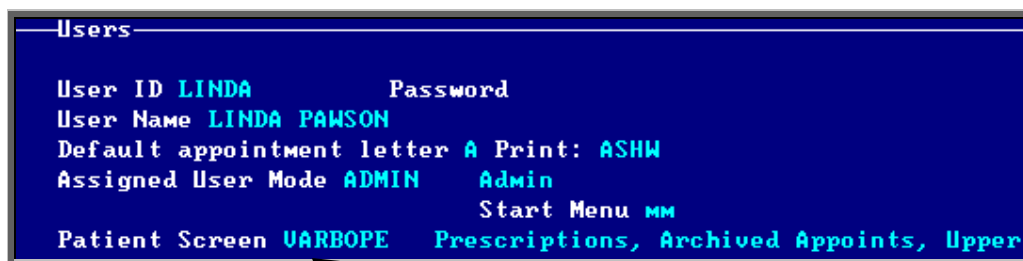 Users
User ID LINDA Password
User Name LINDA PAWSON
Default appointment letter A Print: ASHW
Assigned User Mode ADMIN Admin
Start Menu MM
Patient Screen VARBOPE Prescriptions, Archived Appoints, Upper